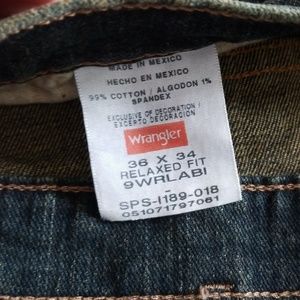 MADE IN MEXICO
HECHO EN MEXICO
99% COTTON / ALGODON 1%
SPANDEX
EXCLUSIVE OF DECORATION /
EXCEPTO DECORACION
Wrangler
36 X 34
RELAXED FIT
9WRLABI
-
SPS-I189-018
051071797061